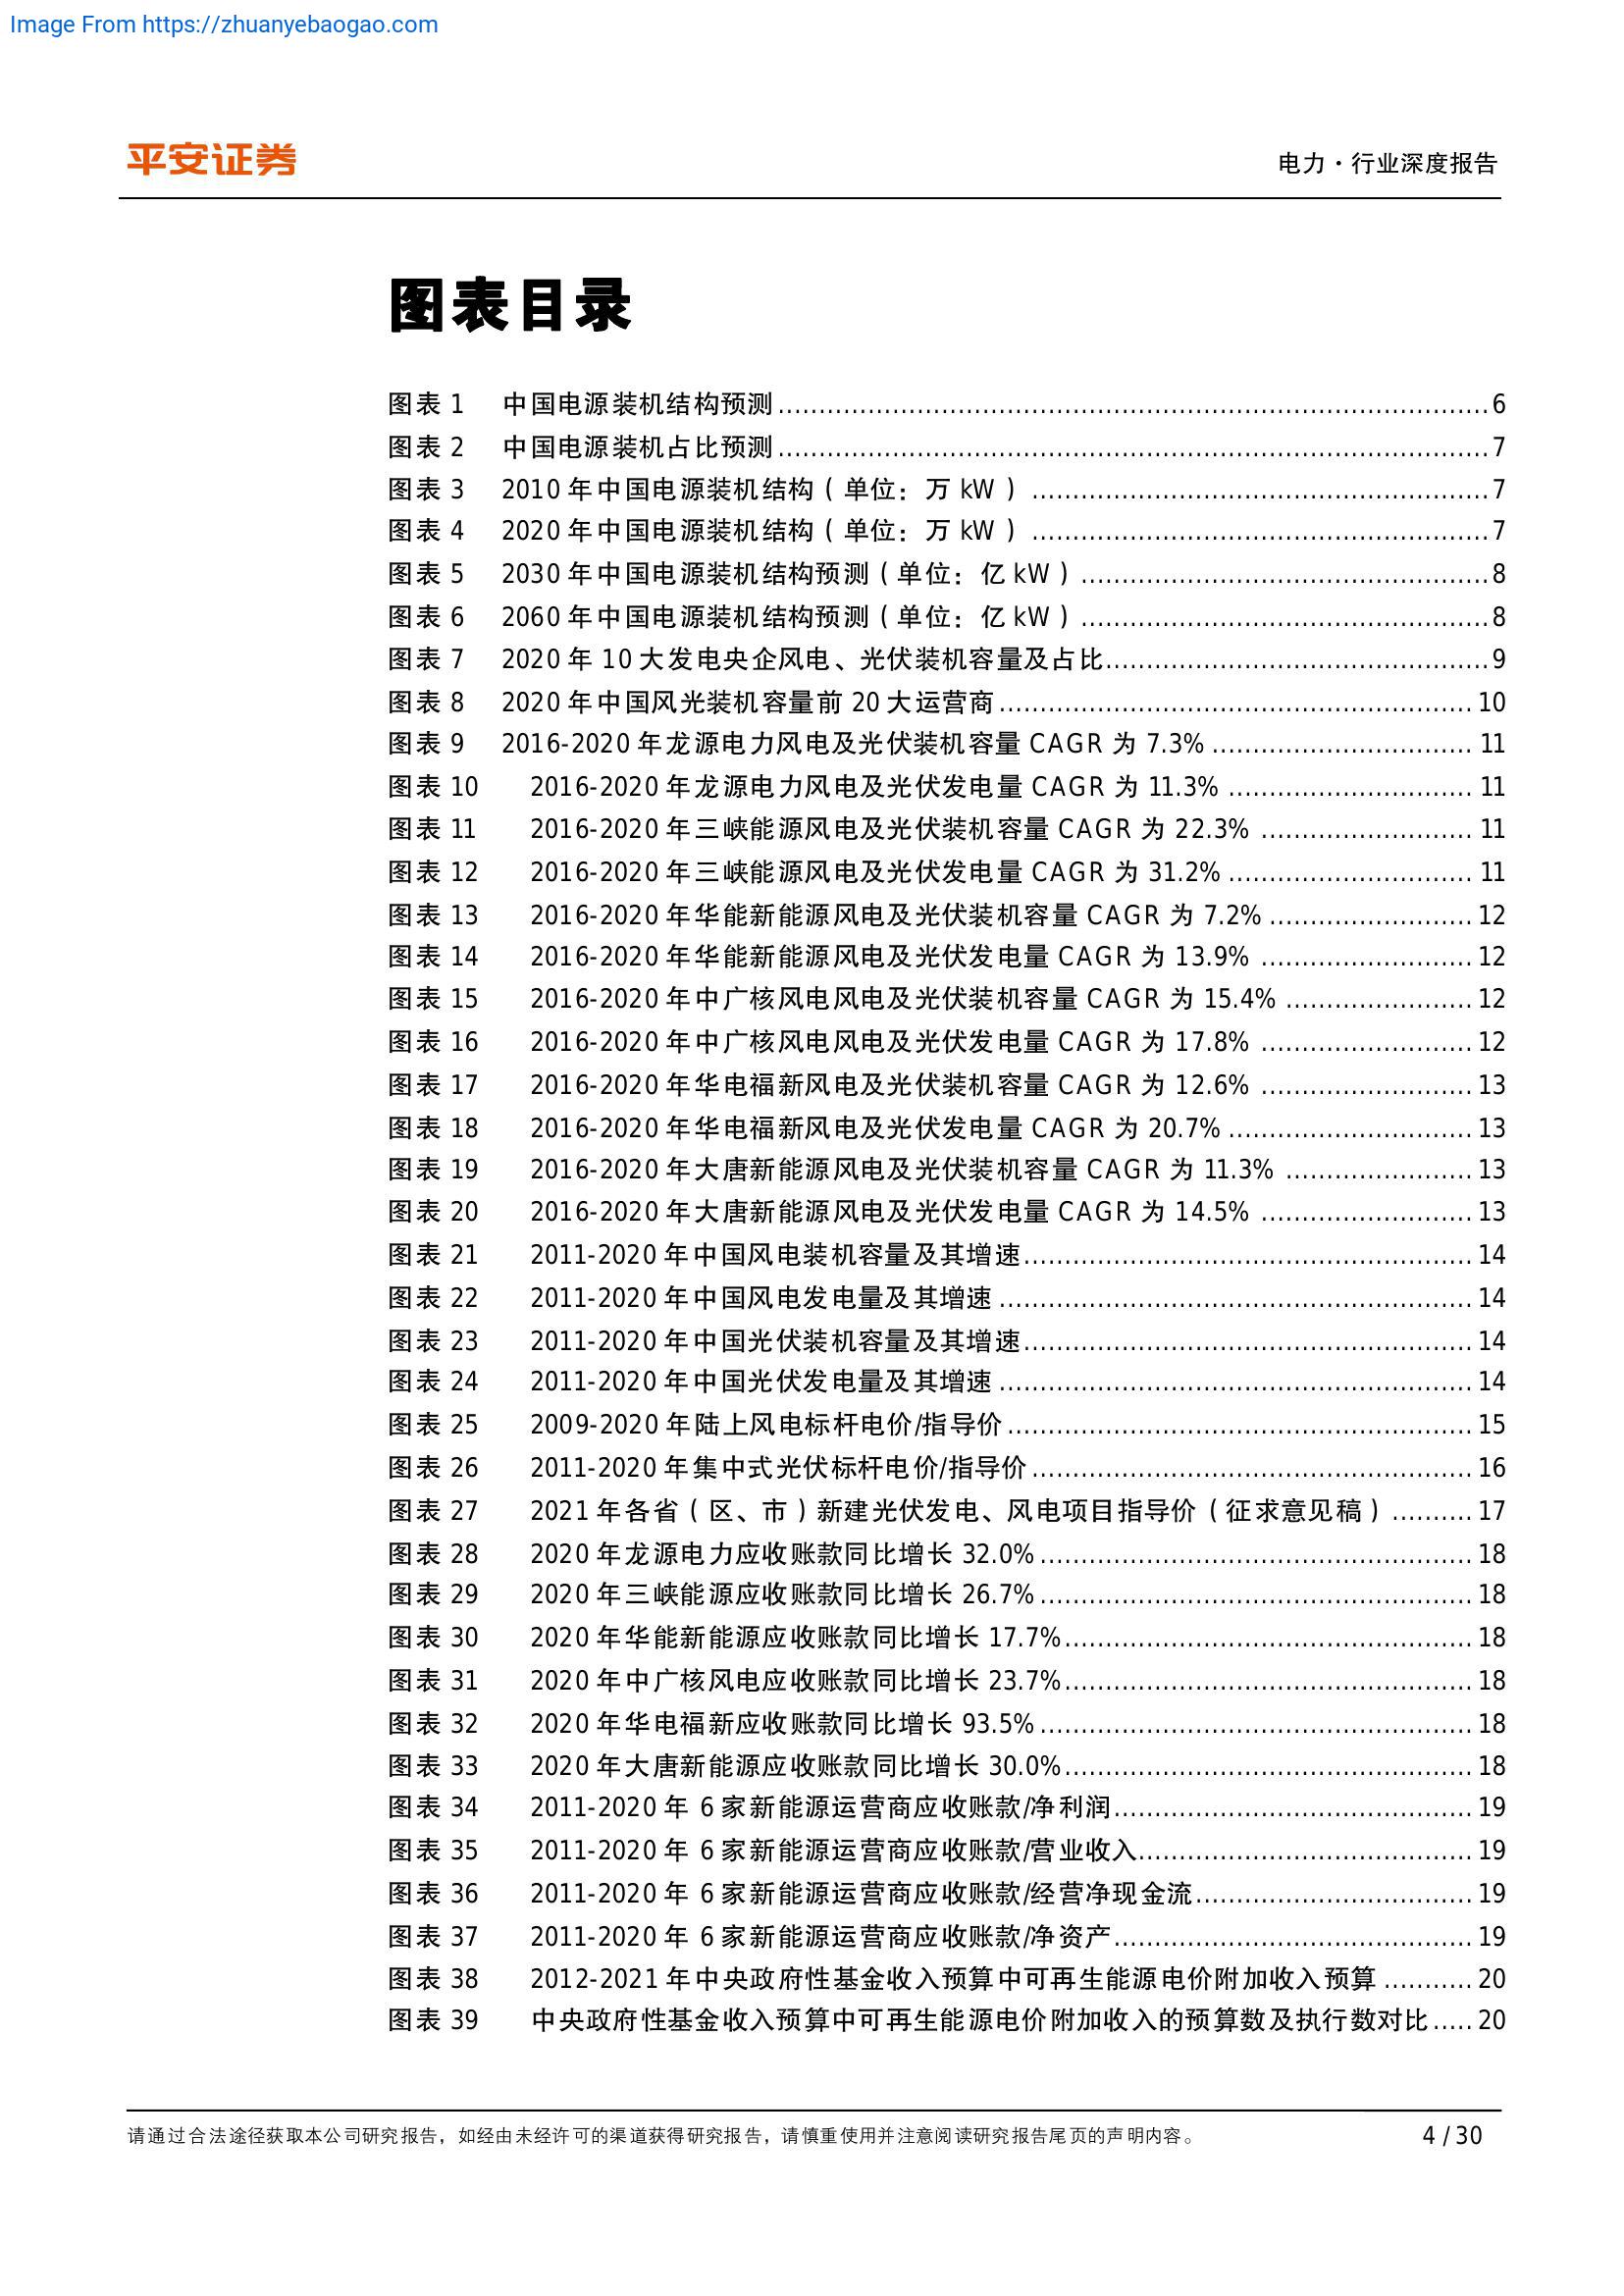 Image From https://zhuanyebaogao.com
平安证券
电力·行业深度报告
图表目录
图表 1 中国电源装机结构预测........................................6
图表 2 中国电源装机占比预测........................................7
图表 3 2010 年中国电源装机结构（单位：万 kW）........................................7
图表 4 2020 年中国电源装机结构（单位：万 kW）........................................7
图表 5 2030 年中国电源装机结构预测（单位：亿 kW）........................................8
图表 6 2060 年中国电源装机结构预测（单位：亿 kW）........................................8
图表 7 2020 年 10 大发电央企风电、光伏装机容量及占比........................................9
图表 8 2020 年中国风光装机容量前 20 大运营商........................................10
图表 9 2016-2020 年龙源电力风电及光伏装机容量 CAGR 为 7.3%..............................11
图表 10 2016-2020 年龙源电力风电及光伏发电量 CAGR 为 11.3%..............................11
图表 11 2016-2020 年三峡能源风电及光伏装机容量 CAGR 为 22.3%..........................11
图表 12 2016-2020 年三峡能源风电及光伏发电量 CAGR 为 31.2%..............................11
图表 13 2016-2020 年华能新能源风电及光伏装机容量 CAGR 为 7.2%.........................12
图表 14 2016-2020 年华能新能源风电及光伏发电量 CAGR 为 13.9%..........................12
图表 15 2016-2020 年中广核风电风电及光伏装机容量 CAGR 为 15.4%.......................12
图表 16 2016-2020 年中广核风电风电及光伏发电量 CAGR 为 17.8%..........................12
图表 17 2016-2020 年华电福新风电及光伏装机容量 CAGR 为 12.6%..........................13
图表 18 2016-2020 年华电福新风电及光伏发电量 CAGR 为 20.7%..............................13
图表 19 2016-2020 年大唐新能源风电及光伏装机容量 CAGR 为 11.3%.......................13
图表 20 2016-2020 年大唐新能源风电及光伏发电量 CAGR 为 14.5%..........................13
图表 21 2011-2020 年中国风电装机容量及其增速........................................14
图表 22 2011-2020 年中国风电发电量及其增速........................................14
图表 23 2011-2020 年中国光伏装机容量及其增速........................................14
图表 24 2011-2020 年中国光伏发电量及其增速........................................14
图表 25 2009-2020 年陆上风电标杆电价/指导价........................................15
图表 26 2011-2020 年集中式光伏标杆电价/指导价........................................16
图表 27 2021 年各省（区、市）新建光伏发电、风电项目指导价（征求意见稿）..........17
图表 28 2020 年龙源电力应收账款同比增长 32.0%........................................18
图表 29 2020 年三峡能源应收账款同比增长 26.7%........................................18
图表 30 2020 年华能新能源应收账款同比增长 17.7%........................................18
图表 31 2020 年中广核风电应收账款同比增长 23.7%........................................18
图表 32 2020 年华电福新应收账款同比增长 93.5%........................................18
图表 33 2020 年大唐新能源应收账款同比增长 30.0%........................................18
图表 34 2011-2020 年 6 家新能源运营商应收账款/净利润........................................19
图表 35 2011-2020 年 6 家新能源运营商应收账款/营业收入........................................19
图表 36 2011-2020 年 6 家新能源运营商应收账款/经营净现金流..................................19
图表 37 2011-2020 年 6 家新能源运营商应收账款/净资产........................................19
图表 38 2012-2021 年中央政府性基金收入预算中可再生能源电价附加收入预算...........20
图表 39 中央政府性基金收入预算中可再生能源电价附加收入的预算数及执行数对比.....20
请通过合法途径获取本公司研究报告，如经由未经许可的渠道获得研究报告，请慎重使用并注意阅读研究报告尾页的声明内容。
4 / 30